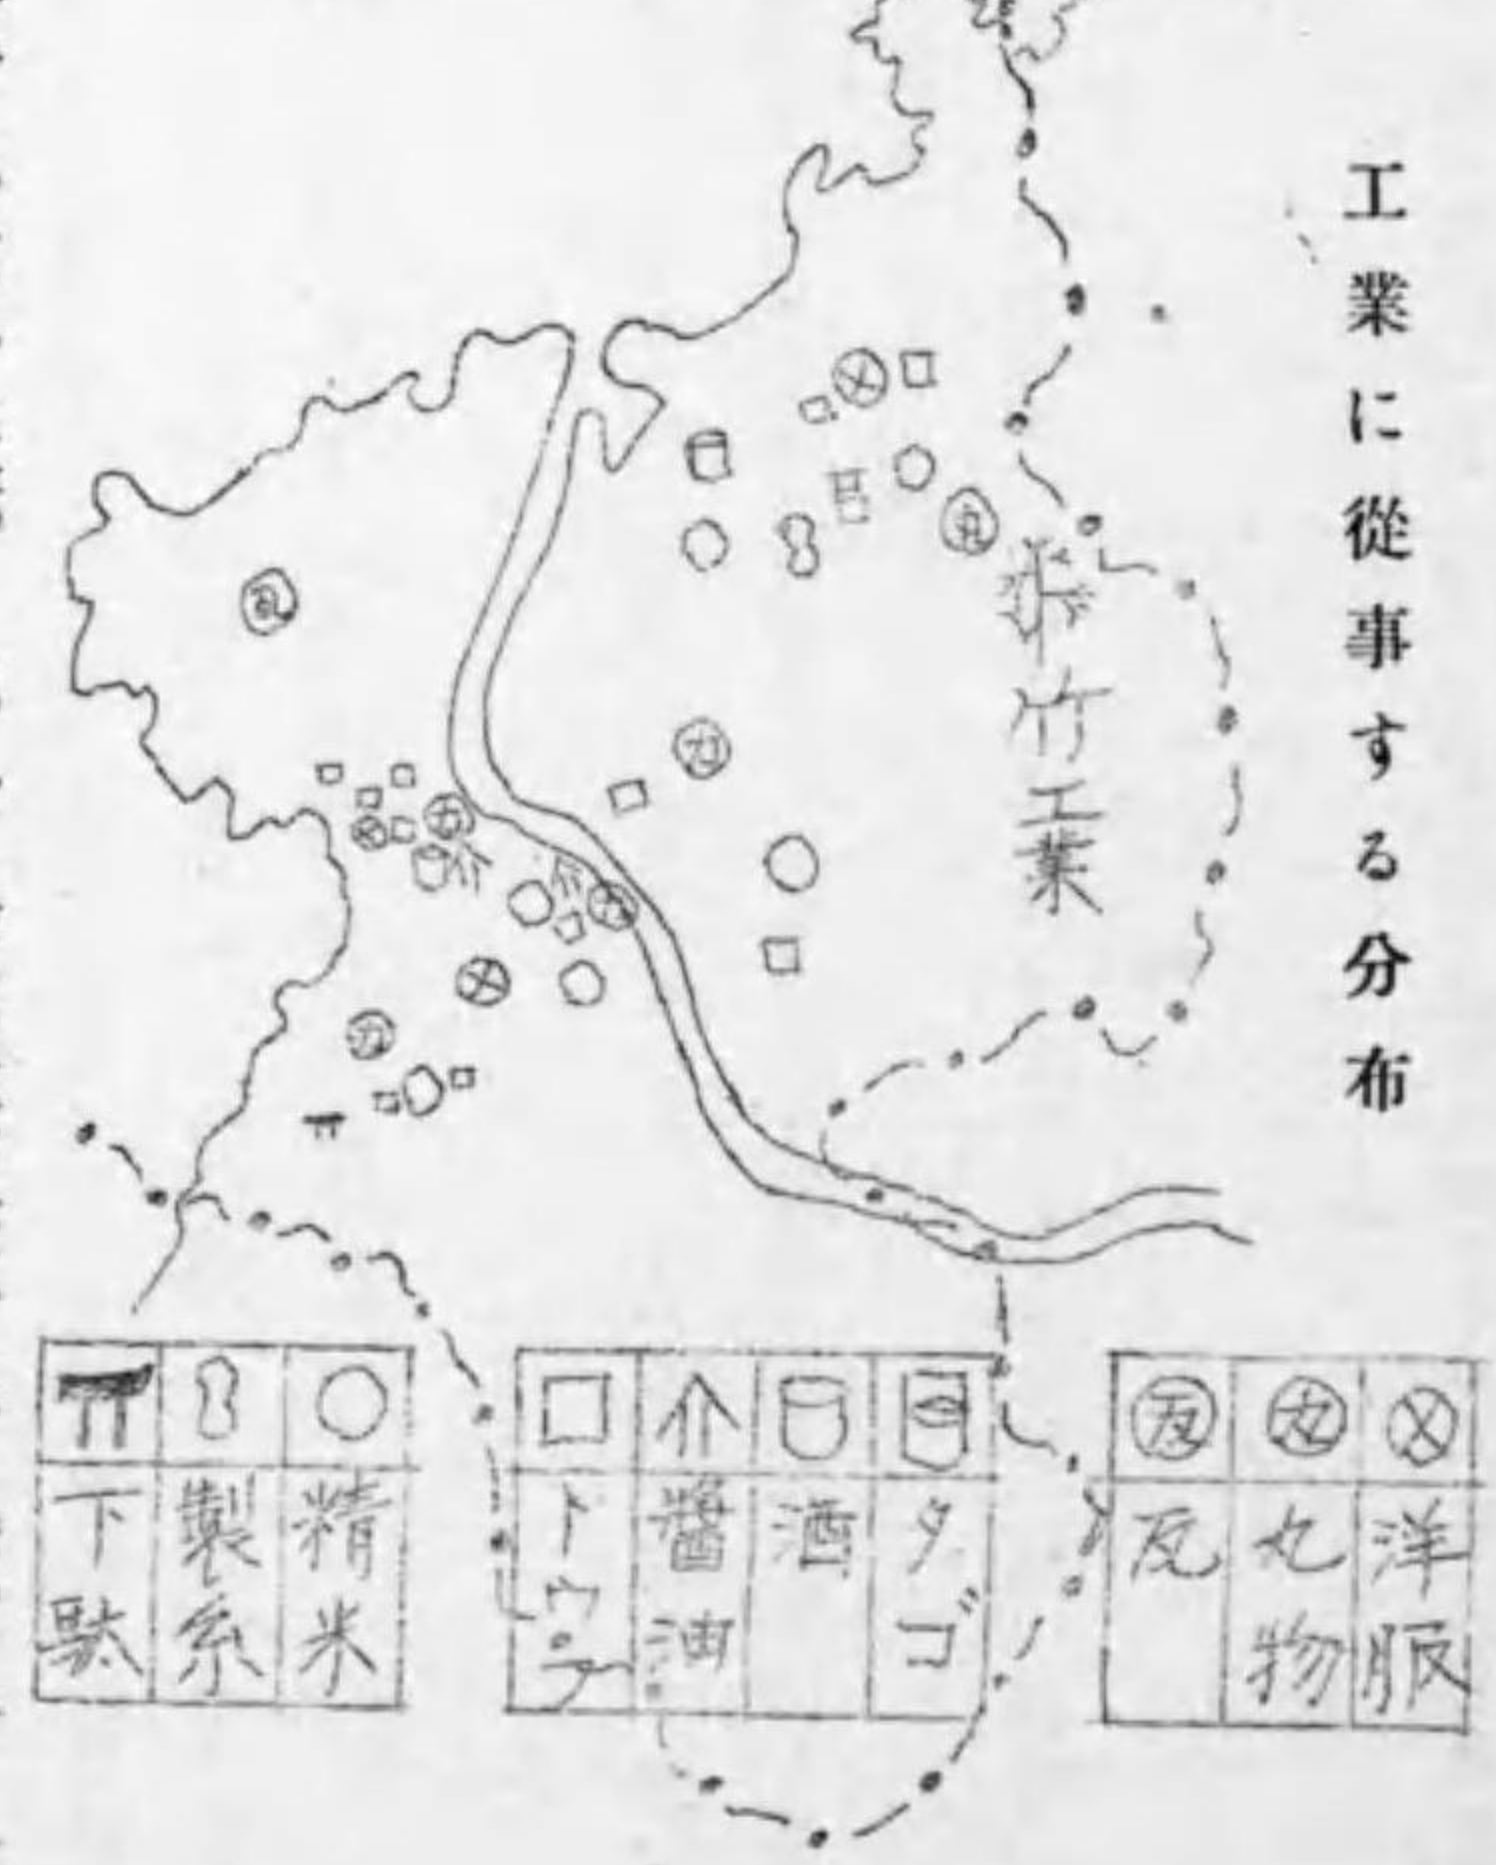 工業に從事する分布
竹工業
洋服
丸物
瓦
タゴ
酒
醬油
トウフ
精米
製糸
下駄